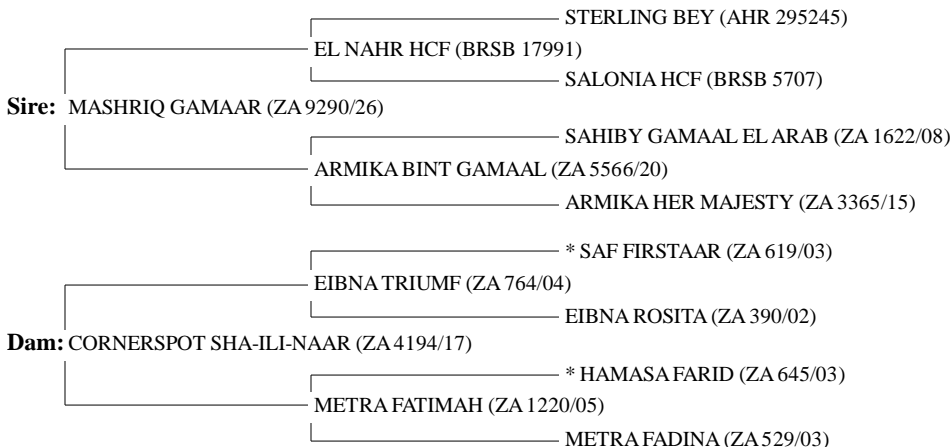 STERLING BEY (AHR 295245)
EL NAHR HCF (BRSB 17991)
SALONIA HCF (BRSB 5707)
Sire: MASHRIQ GAMAAR (ZA 9290/26)
SAHIBY GAMAAL EL ARAB (ZA 1622/08)
ARMIKA BINT GAMAAL (ZA 5566/20)
ARMIKA HER MAJESTY (ZA 3365/15)
* SAF FIRSTAAR (ZA 619/03)
EIBNA TRIUMF (ZA 764/04)
EIBNA ROSITA (ZA 390/02)
Dam: CORNERSPOT SHA-ILI-NAAR (ZA 4194/17)
* HAMASA FARID (ZA 645/03)
METRA FATIMAH (ZA 1220/05)
METRA FADINA (ZA 529/03)